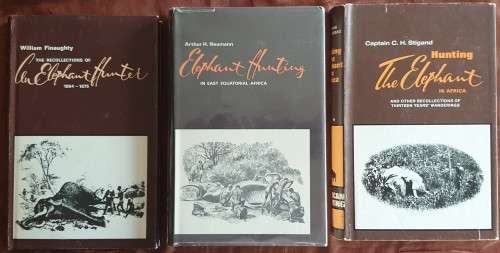 William Finaughty
THE RECOLLECTIONS OF
An Elephant Hunter
1864 - 1875
Arthur H. Neumann
Elephant Hunting
IN EAST EQUATORIAL AFRICA
Captain C. H. Stigand
Hunting
The Elephant
IN AFRICA
AND OTHER RECOLLECTIONS OF
THIRTEEN YEARS' WANDERINGS